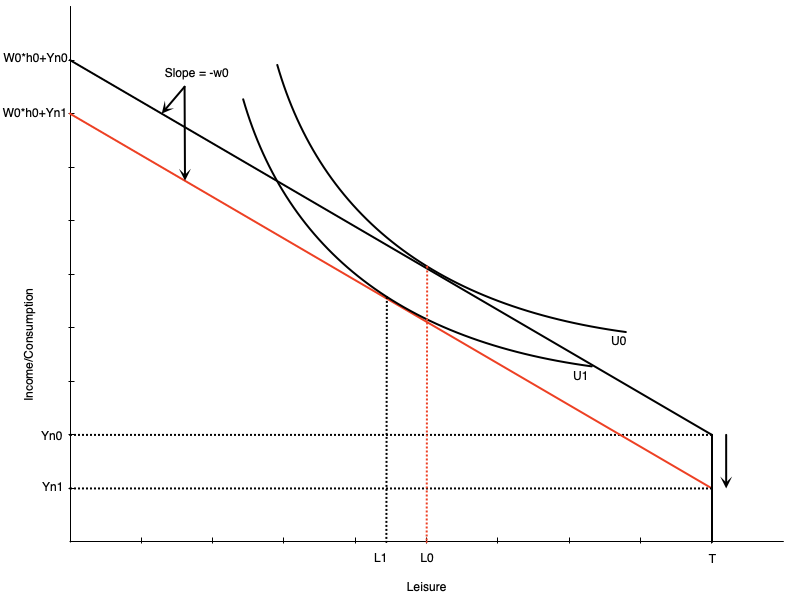 W0*h0+Yn0
Slope = -w0
W0*h0+Yn1
Income/Consumption
U0
U1
Yn0
Yn1
L1
L0
T
Leisure